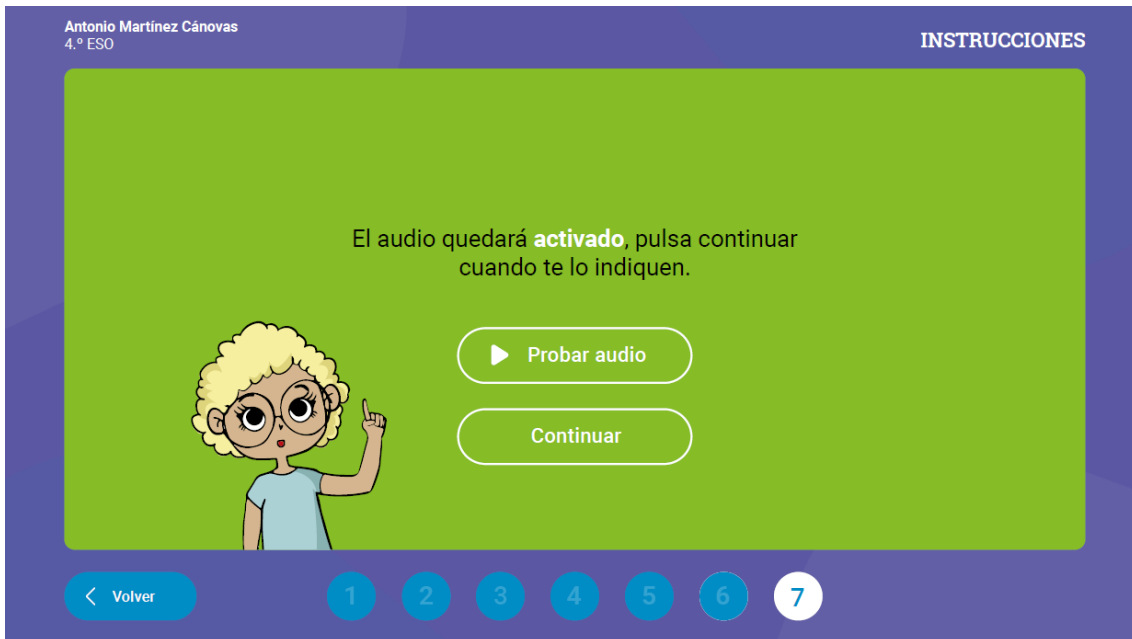 Antonio Martínez Cánovas
4.º ESO
INSTRUCCIONES
El audio quedará activado, pulsa continuar
cuando te lo indiquen.
Probar audio
Continuar
Volver
1 2 3 4 5 6 7